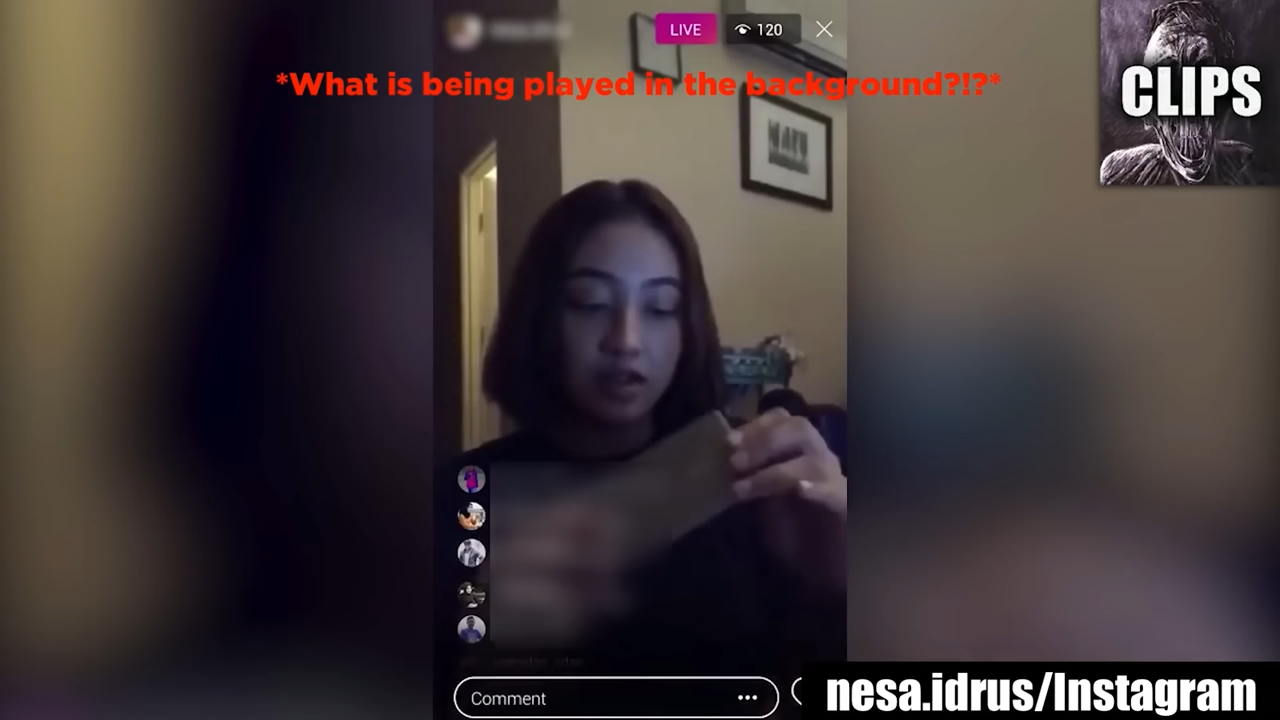 LIVE
120
*What is being played in the background?!?*
CLIPS
Comment
nesa.idrus/Instagram